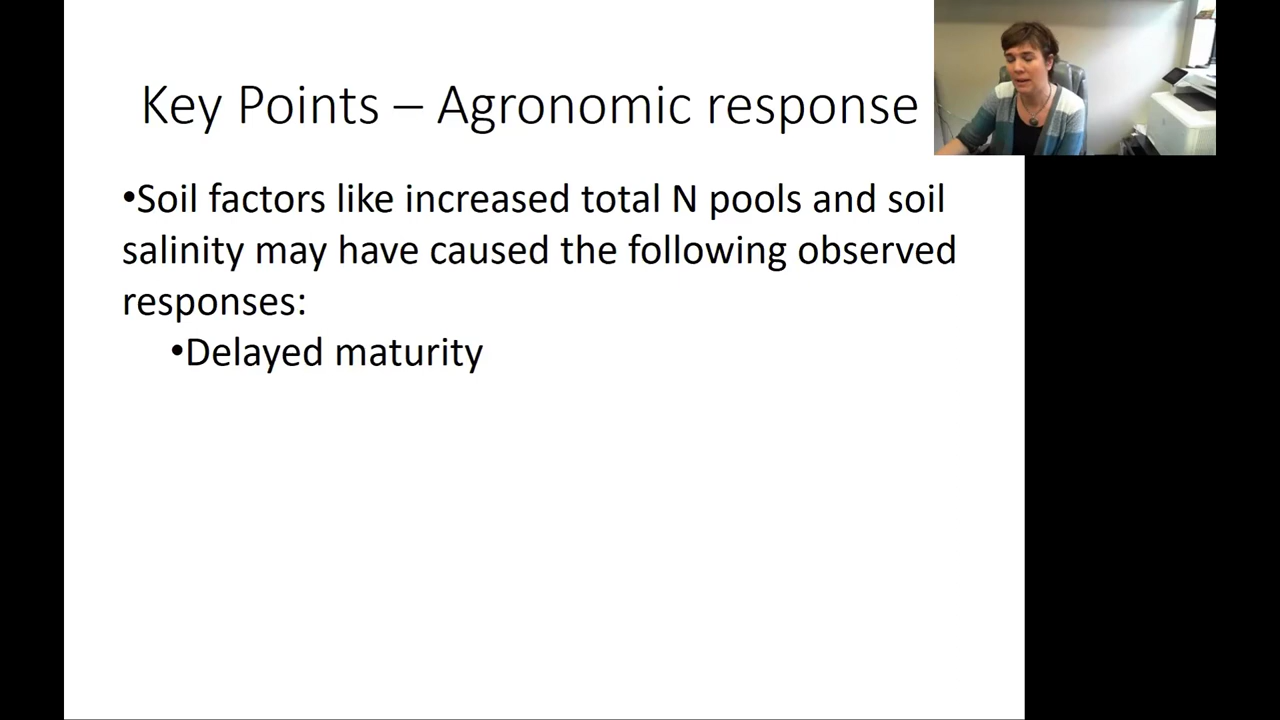 Key Points – Agronomic response
•Soil factors like increased total N pools and soil
salinity may have caused the following observed
responses:
•Delayed maturity